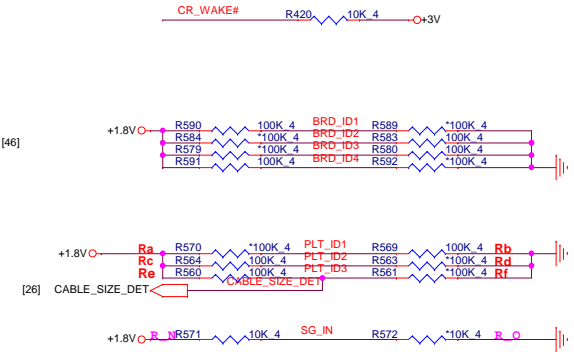 CR_WAKE# R420 10K_4 +3V
[46] +1.8V R590 100K_4 BRD_ID1 R589 *100K_4
R584 *100K_4 BRD_ID2 R583 100K_4
R579 *100K_4 BRD_ID3 R580 100K_4
R591 100K_4 BRD_ID4 R592 *100K_4
+1.8V Ra R570 *100K_4 PLT_ID1 R569 100K_4 Rb
Rc R564 *100K_4 PLT_ID2 R563 100K_4 Rd
Re R560 100K_4 PLT_ID3 R561 *100K_4 Rf
[26] CABLE_SIZE_DET CABLE_SIZE_DET
+1.8V R_N R571 10K_4 SG_IN R572 *10K_4 R_O